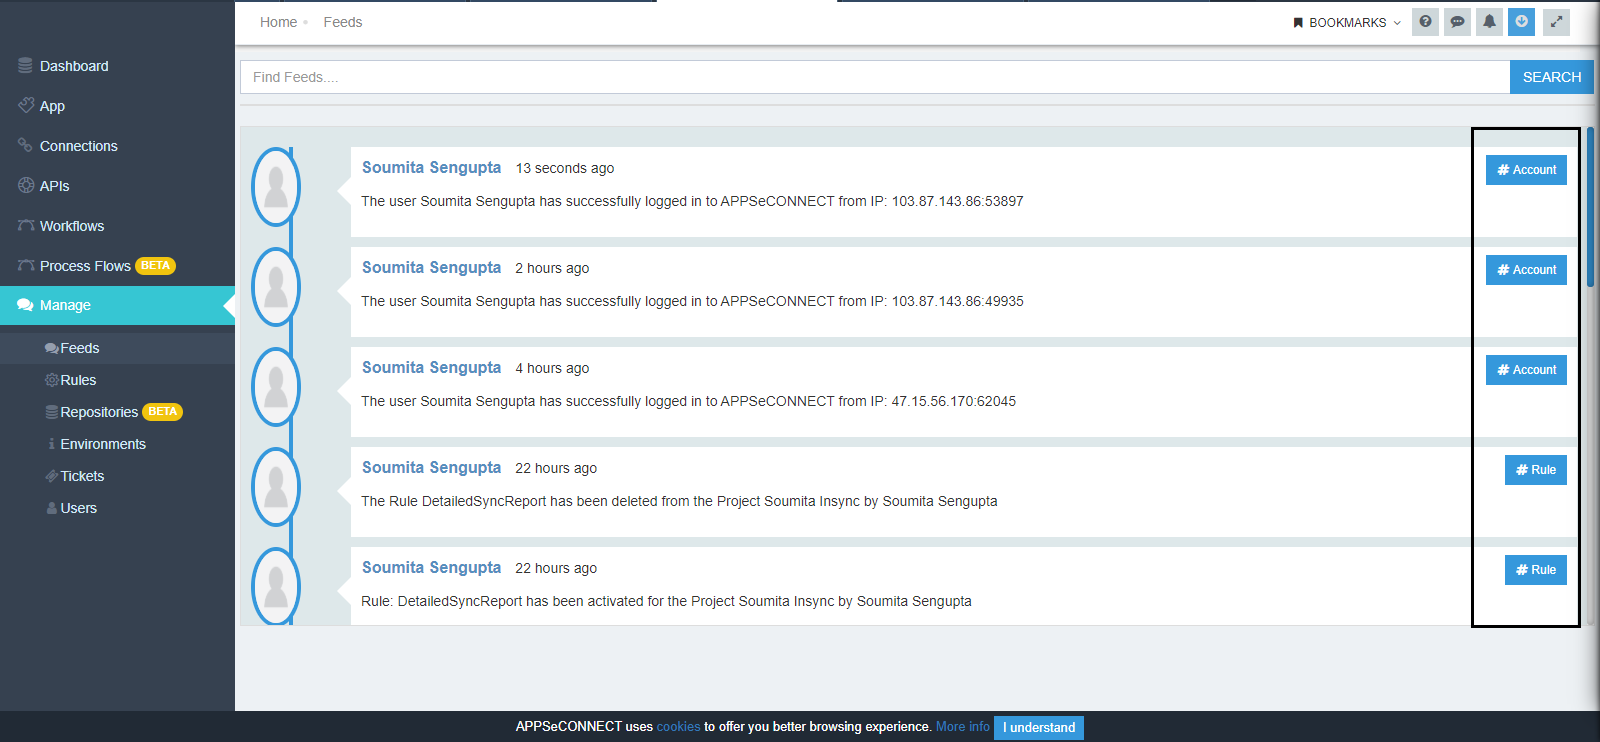 Home Feeds
BOOKMARKS
Dashboard
App
Connections
APIs
Workflows
Process Flows BETA
Manage
Feeds
Rules
Repositories BETA
Environments
Tickets
Users
Find Feeds....
SEARCH
Soumita Sengupta 13 seconds ago
# Account
The user Soumita Sengupta has successfully logged in to APPSeCONNECT from IP: 103.87.143.86:53897
Soumita Sengupta 2 hours ago
# Account
The user Soumita Sengupta has successfully logged in to APPSeCONNECT from IP: 103.87.143.86:49935
Soumita Sengupta 4 hours ago
# Account
The user Soumita Sengupta has successfully logged in to APPSeCONNECT from IP: 47.15.56.170:62045
Soumita Sengupta 22 hours ago
# Rule
The Rule DetailedSyncReport has been deleted from the Project Soumita Insync by Soumita Sengupta
Soumita Sengupta 22 hours ago
# Rule
Rule: DetailedSyncReport has been activated for the Project Soumita Insync by Soumita Sengupta
APPSeCONNECT uses cookies to offer you better browsing experience. More info I understand